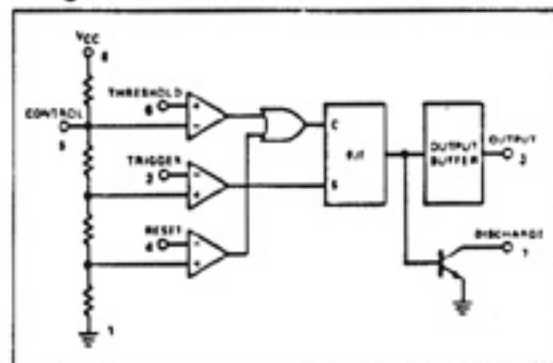 VCC
8
CONTROL
5
THRESHOLD
6
TRIGGER
2
RESET
4
C
S
F/F
OUTPUT
BUFFER
OUTPUT
3
DISCHARGE
7
1
+
-
-
+
-
+